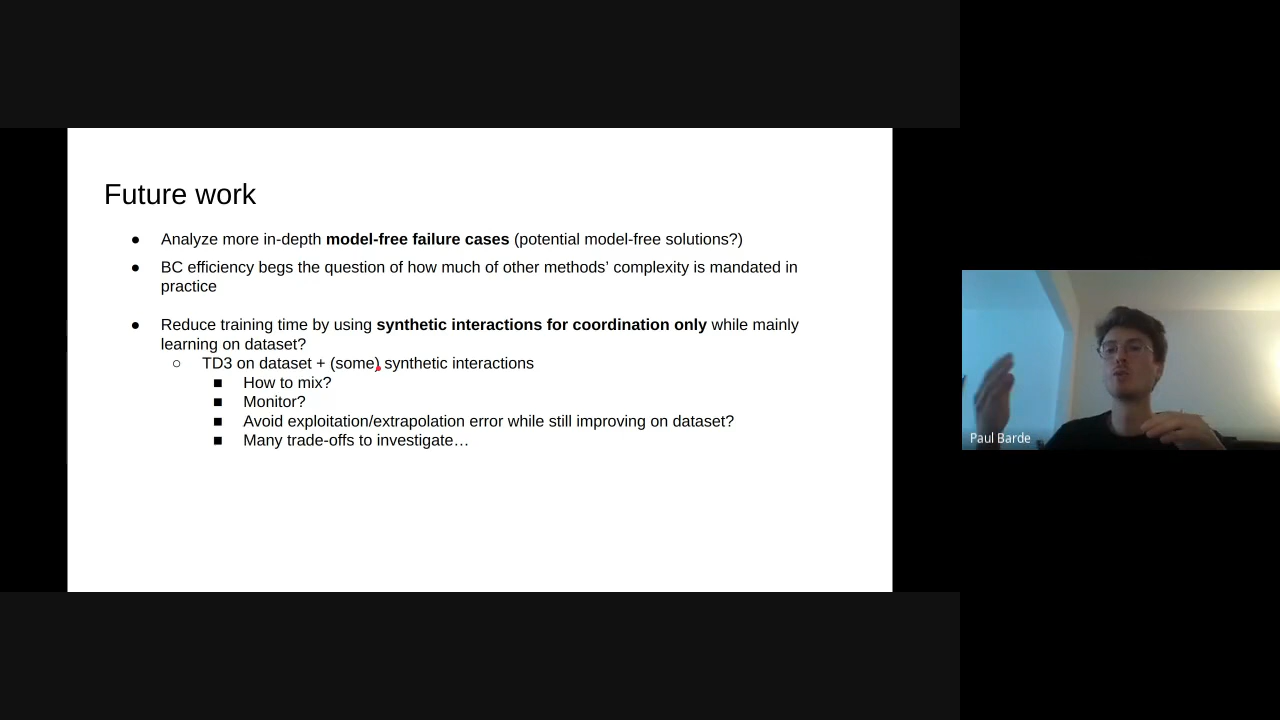 Future work
● Analyze more in-depth model-free failure cases (potential model-free solutions?)
● BC efficiency begs the question of how much of other methods’ complexity is mandated in
practice
● Reduce training time by using synthetic interactions for coordination only while mainly
learning on dataset?
○ TD3 on dataset + (some) synthetic interactions
■ How to mix?
■ Monitor?
■ Avoid exploitation/extrapolation error while still improving on dataset?
■ Many trade-offs to investigate…
Paul Barde